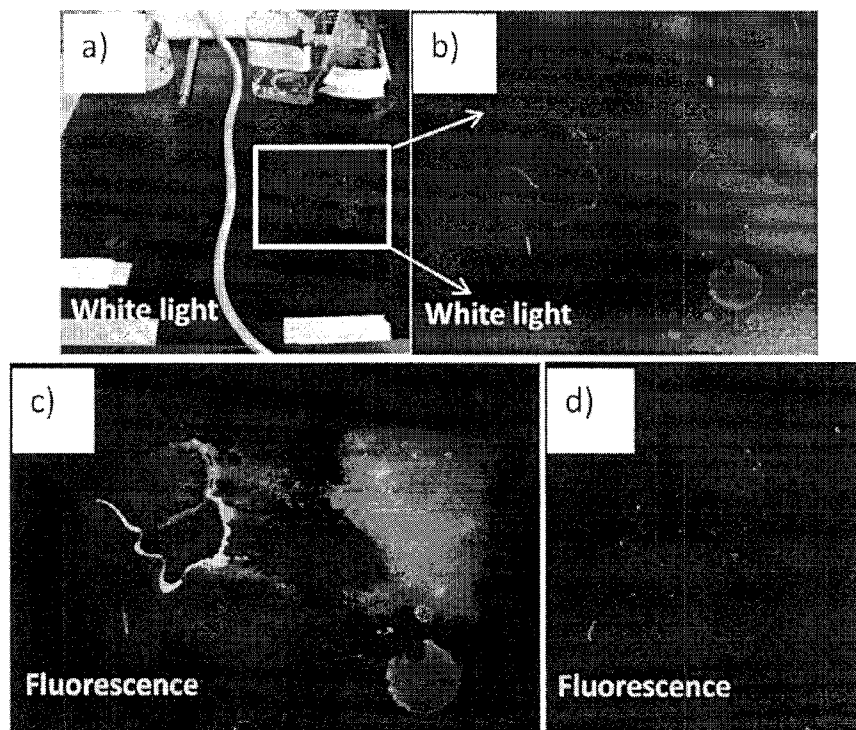 a)
b)
White light
White light
c)
d)
Fluorescence
Fluorescence